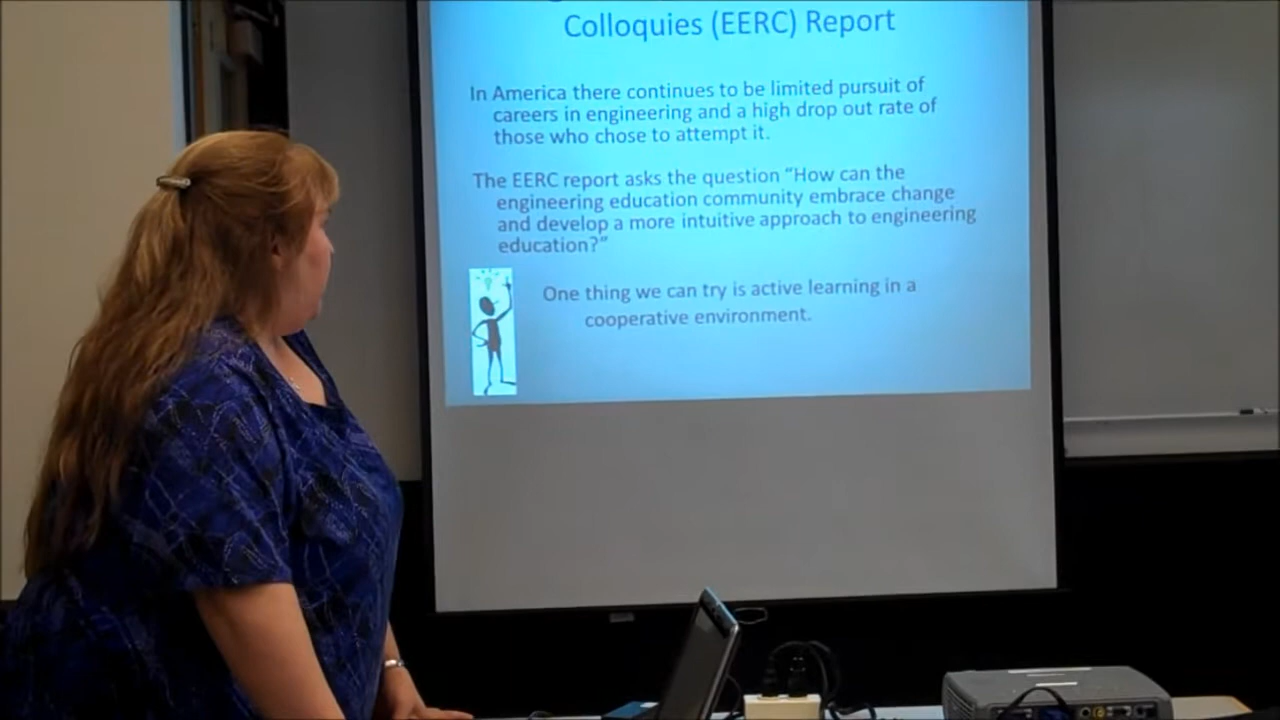 Colloquies (EERC) Report
In America there continues to be limited pursuit of
careers in engineering and a high drop out rate of
those who chose to attempt it.
The EERC report asks the question “How can the
engineering education community embrace change
and develop a more intuitive approach to engineering
education?”
One thing we can try is active learning in a
cooperative environment.